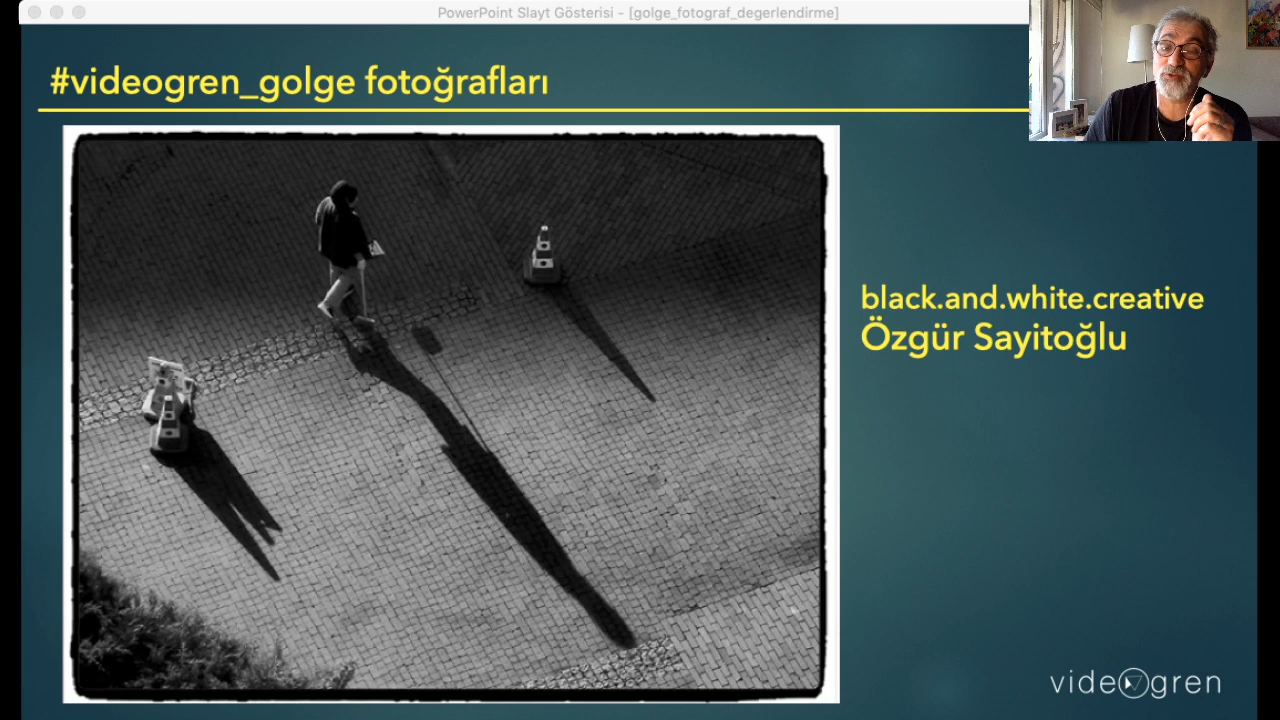 PowerPoint Slayt Gösterisi - [golge_fotograf_degerlendirme]
#videogren_golge fotoğrafları
black.and.white.creative
Özgür Sayitoğlu
videogren